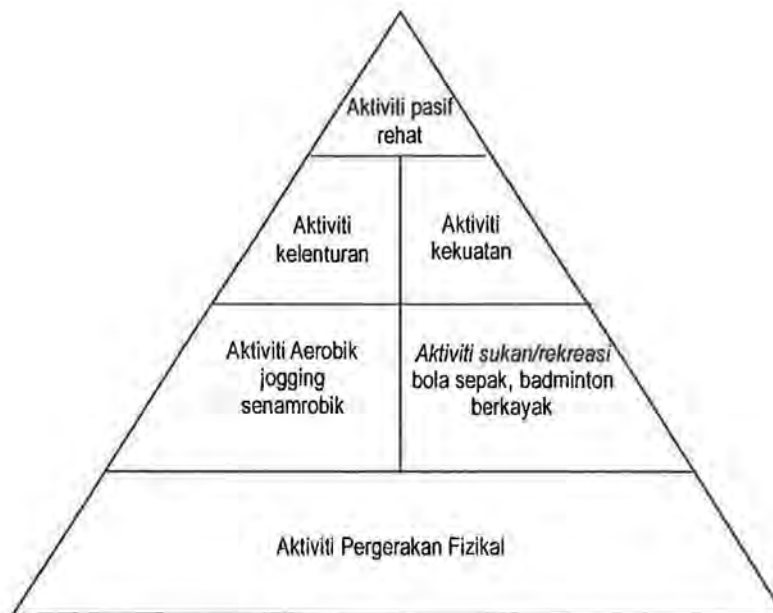 Aktiviti pasif
rehat
Aktiviti
kelenturan
Aktiviti
kekuatan
Aktiviti Aerobik
jogging
senamrobik
Aktiviti sukan/rekreasi
bola sepak, badminton
berkayak
Aktiviti Pergerakan Fizikal